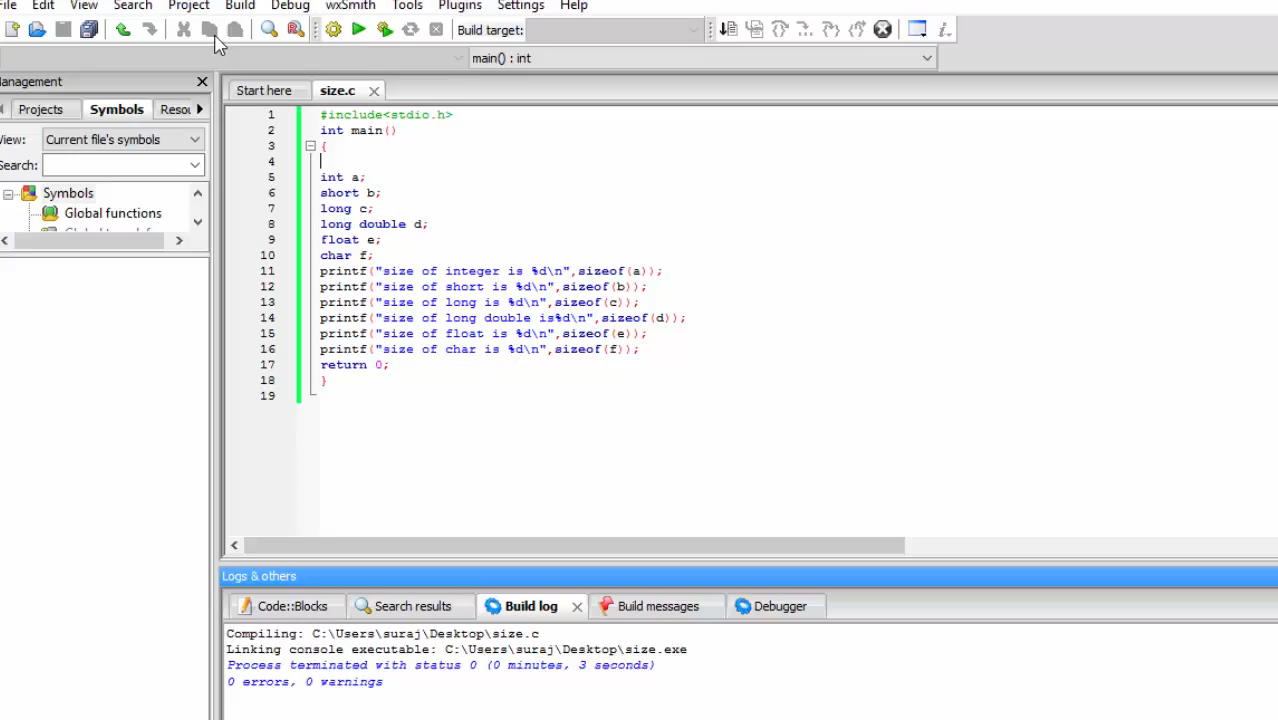 File Edit View Search Project Build Debug wxSmith Tools Plugins Settings Help
Build target:
main() : int
Management
Start here size.c
Projects Symbols Resou
View: Current file's symbols
Search:
Symbols
Global functions
1 #include<stdio.h>
2 int main()
3 {
4
5 int a;
6 short b;
7 long c;
8 long double d;
9 float e;
10 char f;
11 printf("size of integer is %d\n",sizeof(a));
12 printf("size of short is %d\n",sizeof(b));
13 printf("size of long is %d\n",sizeof(c));
14 printf("size of long double is%d\n",sizeof(d));
15 printf("size of float is %d\n",sizeof(e));
16 printf("size of char is %d\n",sizeof(f));
17 return 0;
18 }
19
Logs & others
Code::Blocks Search results Build log Build messages Debugger
Compiling: C:\Users\suraj\Desktop\size.c
Linking console executable: C:\Users\suraj\Desktop\size.exe
Process terminated with status 0 (0 minutes, 3 seconds)
0 errors, 0 warnings